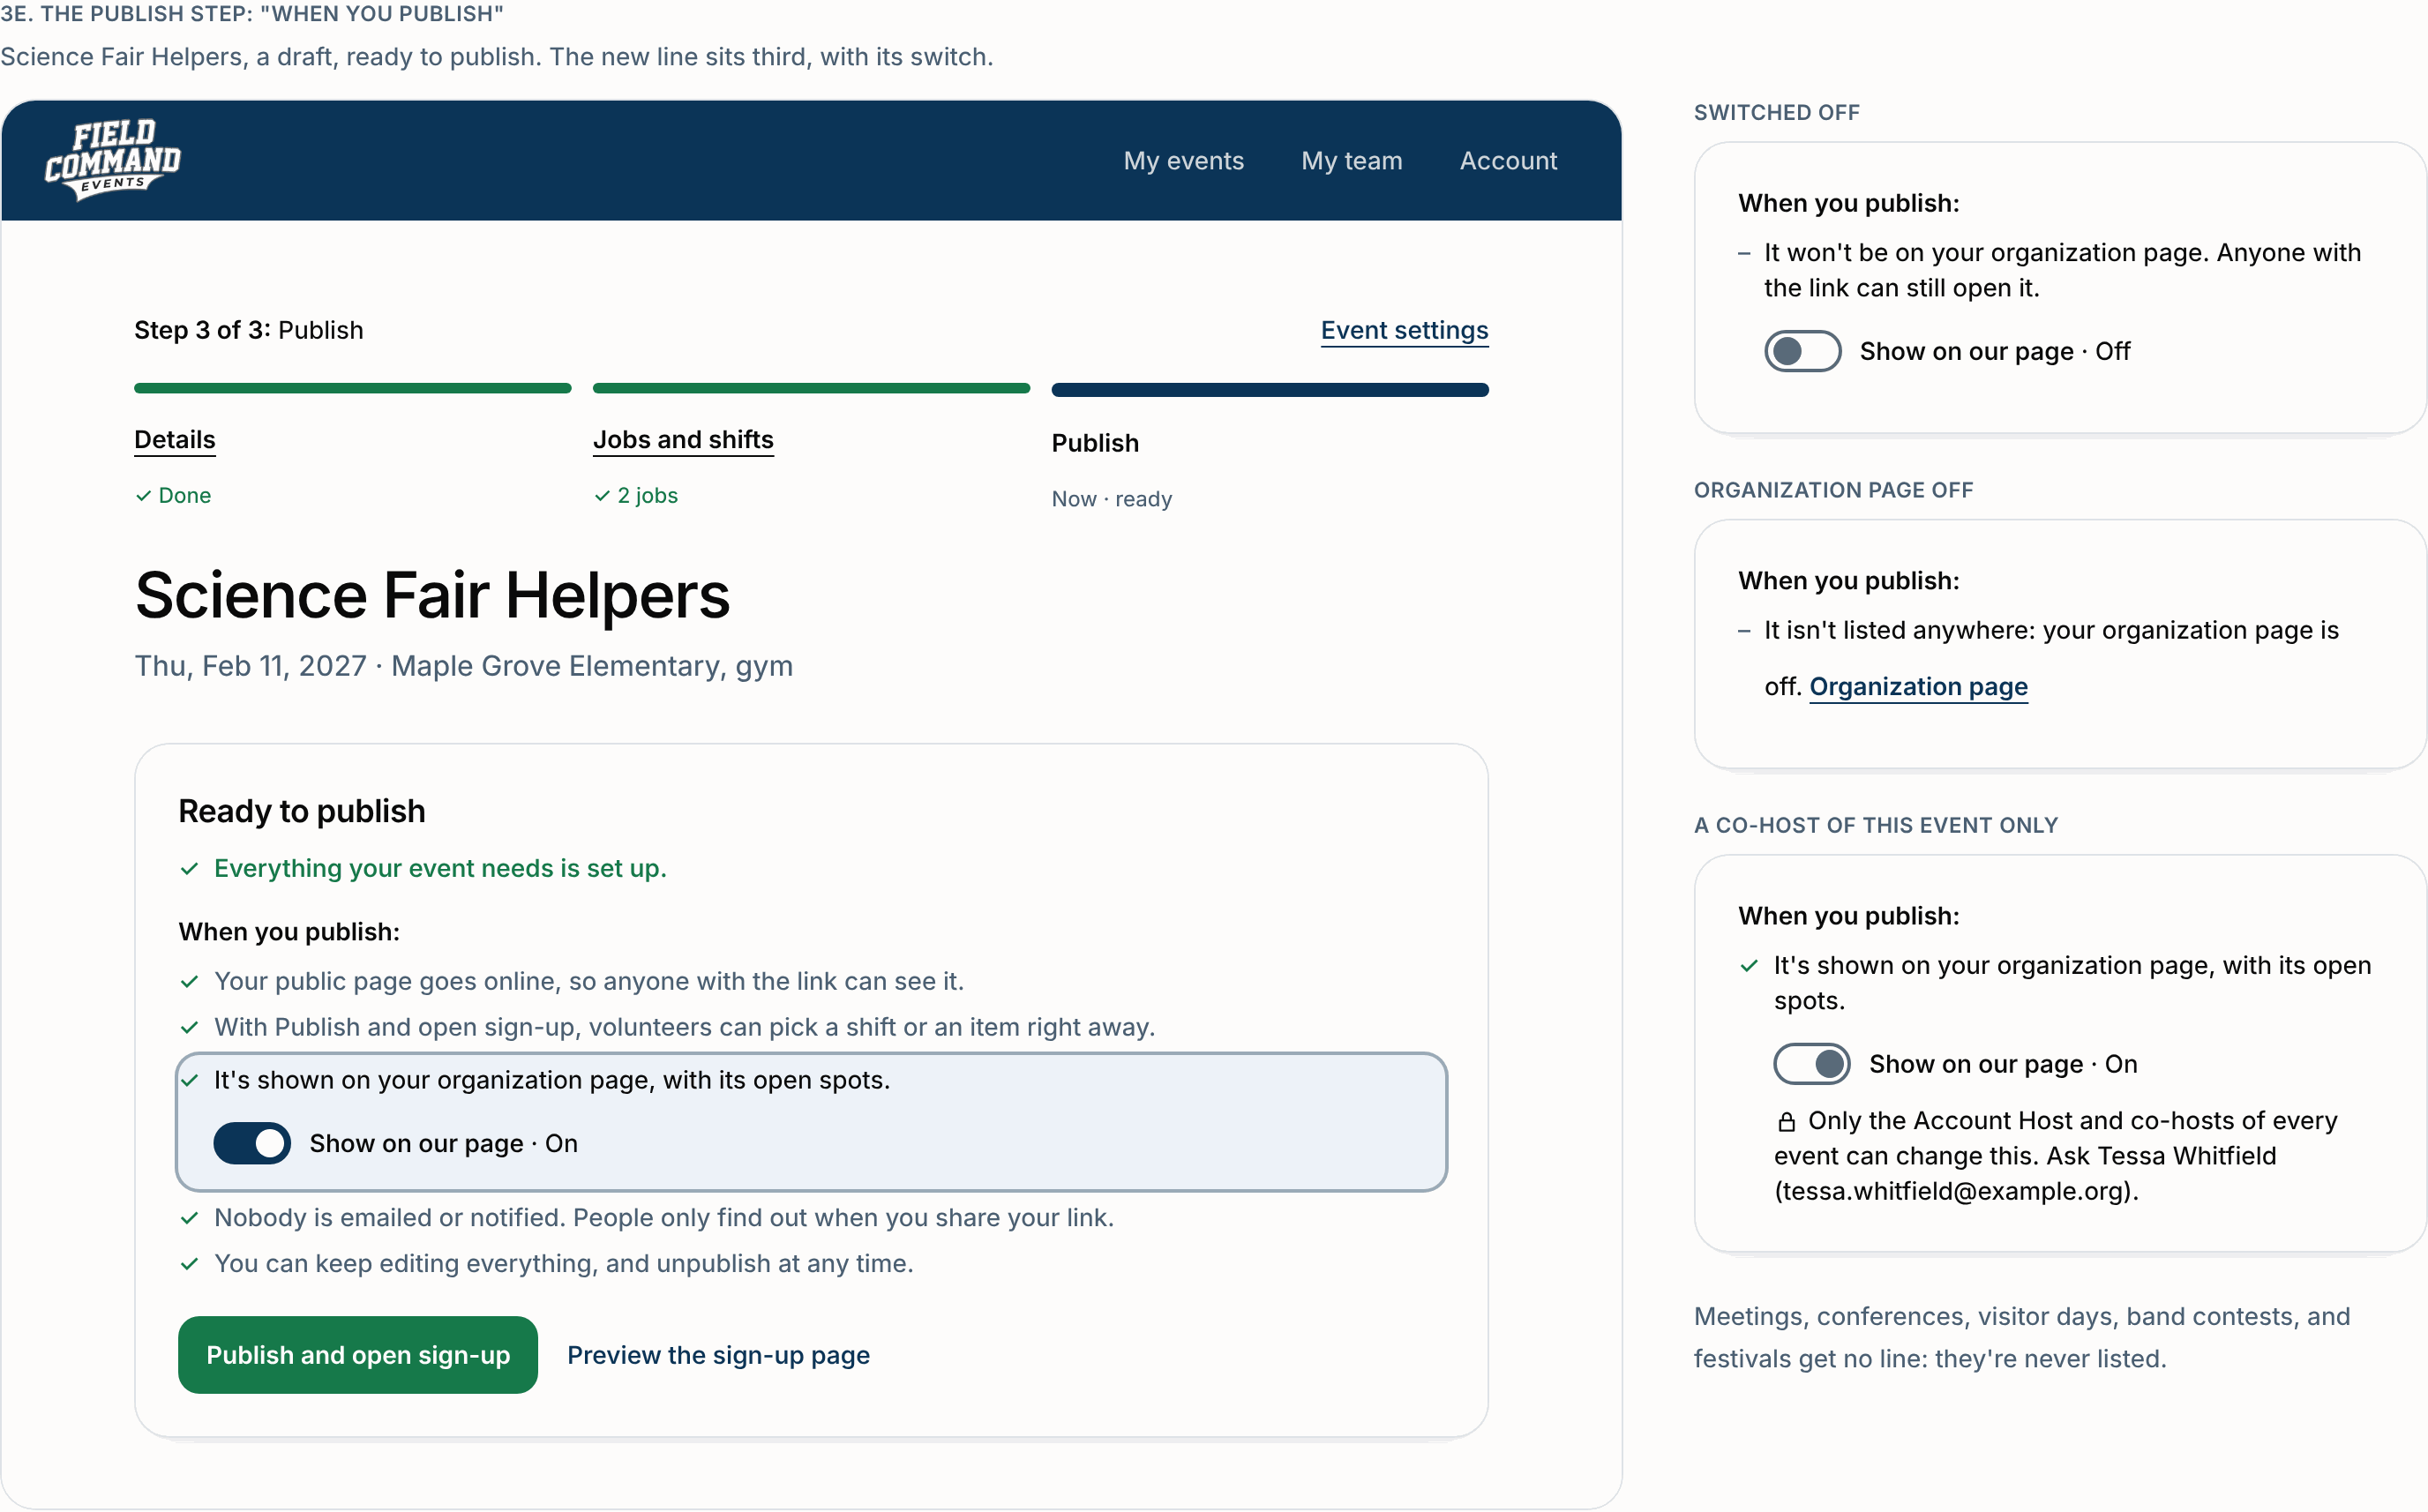 3E. THE PUBLISH STEP: "WHEN YOU PUBLISH"
Science Fair Helpers, a draft, ready to publish. The new line sits third, with its switch.
FIELD
COMMAND
EVENTS
My events
My team
Account
Step 3 of 3: Publish
Event settings
Details
Jobs and shifts
Publish
✓ Done
✓ 2 jobs
Now · ready
Science Fair Helpers
Thu, Feb 11, 2027 · Maple Grove Elementary, gym
Ready to publish
✓ Everything your event needs is set up.
When you publish:
✓ Your public page goes online, so anyone with the link can see it.
✓ With Publish and open sign-up, volunteers can pick a shift or an item right away.
✓ It's shown on your organization page, with its open spots.
Show on our page · On
✓ Nobody is emailed or notified. People only find out when you share your link.
✓ You can keep editing everything, and unpublish at any time.
Publish and open sign-up
Preview the sign-up page
SWITCHED OFF
When you publish:
– It won't be on your organization page. Anyone with
the link can still open it.
Show on our page · Off
ORGANIZATION PAGE OFF
When you publish:
– It isn't listed anywhere: your organization page is
off. Organization page
A CO-HOST OF THIS EVENT ONLY
When you publish:
✓ It's shown on your organization page, with its open
spots.
Show on our page · On
Only the Account Host and co-hosts of every
event can change this. Ask Tessa Whitfield
(tessa.whitfield@example.org).
Meetings, conferences, visitor days, band contests, and
festivals get no line: they're never listed.